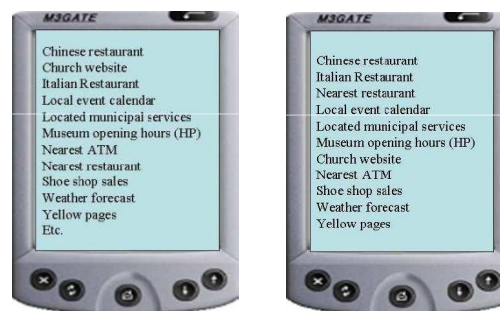 M3GATE
Chinese restaurant
Church website
Italian Restaurant
Local event calendar
Located municipal services
Museum opening hours (HP)
Nearest ATM
Nearest restaurant
Shoe shop sales
Weather forecast
Yellow pages
Etc.
M3GATE
Chinese restaurant
Italian Restaurant
Nearest restaurant
Local event calendar
Located municipal services
Museum opening hours (HP)
Church website
Nearest ATM
Shoe shop sales
Weather forecast
Yellow pages